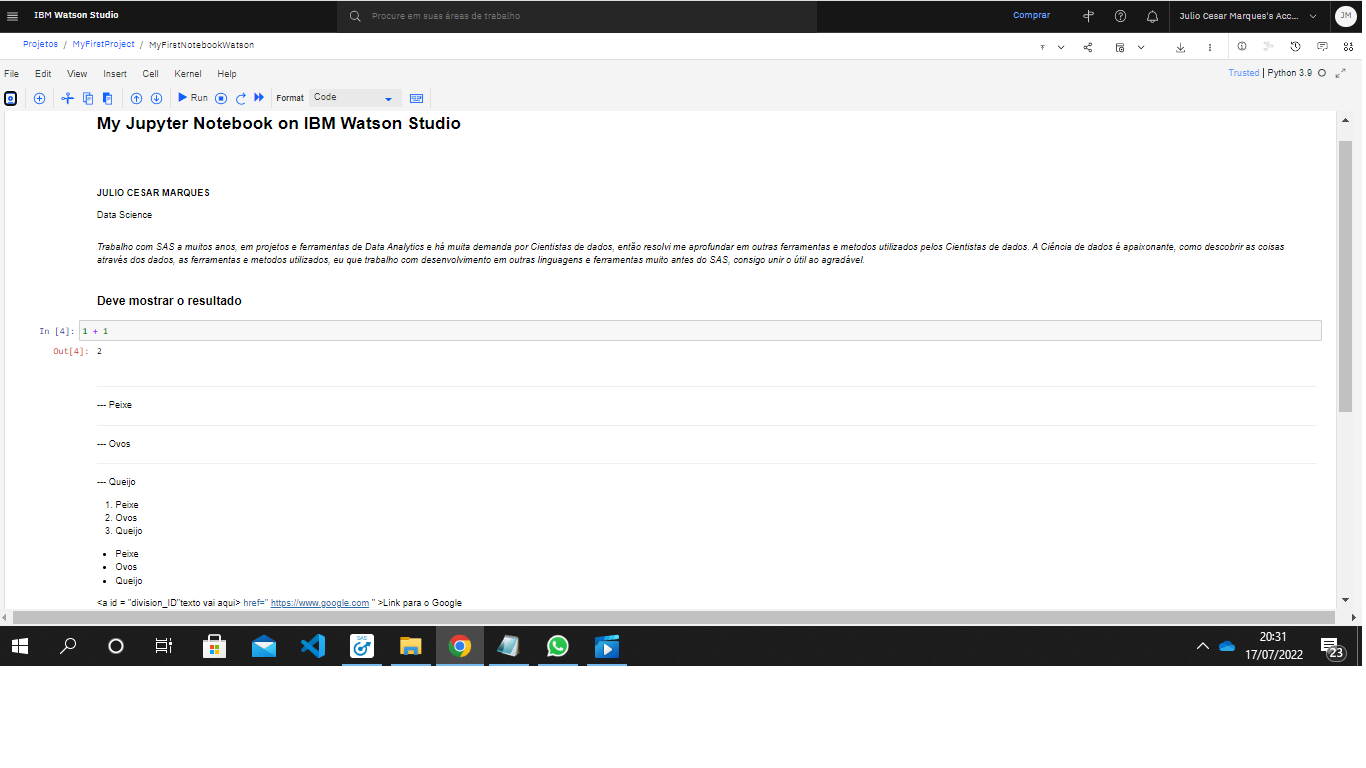 IBM Watson Studio
Procure em suas áreas de trabalho
Comprar
Julio Cesar Marques's Acc...
JM
Projetos / MyFirstProject / MyFirstNotebookWatson
File Edit View Insert Cell Kernel Help
Trusted | Python 3.9
Run
Format
Code
My Jupyter Notebook on IBM Watson Studio
JULIO CESAR MARQUES
Data Science
Trabalho com SAS a muitos anos, em projetos e ferramentas de Data Analytics e há muita demanda por Cientistas de dados, então resolvi me aprofundar em outras ferramentas e metodos utilizados pelos Cientistas de dados. A Ciência de dados é apaixonante, como descobrir as coisas
através dos dados, as ferramentas e metodos utilizados, eu que trabalho com desenvolvimento em outras linguagens e ferramentas muito antes do SAS, consigo unir o útil ao agradável.
Deve mostrar o resultado
In [4]: 1 + 1
Out[4]: 2
--- Peixe
--- Ovos
--- Queijo
1. Peixe
2. Ovos
3. Queijo
• Peixe
• Ovos
• Queijo
<a id = "division_ID"texto vai aqui> href=" https://www.google.com " >Link para o Google
SAS
20:31
17/07/2022
23